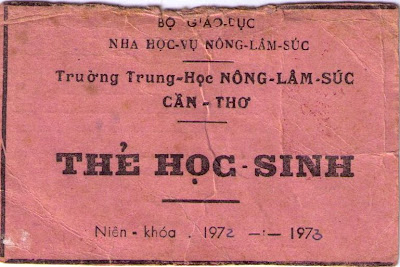 BỘ GIÁO-DỤC
NHA HỌC-VỤ NÔNG-LÂM-SÚC
Trường Trung-Học NÔNG-LÂM-SÚC
CẦN-THƠ
THẺ HỌC-SINH
Niên-khóa. 1972 -:- 1973